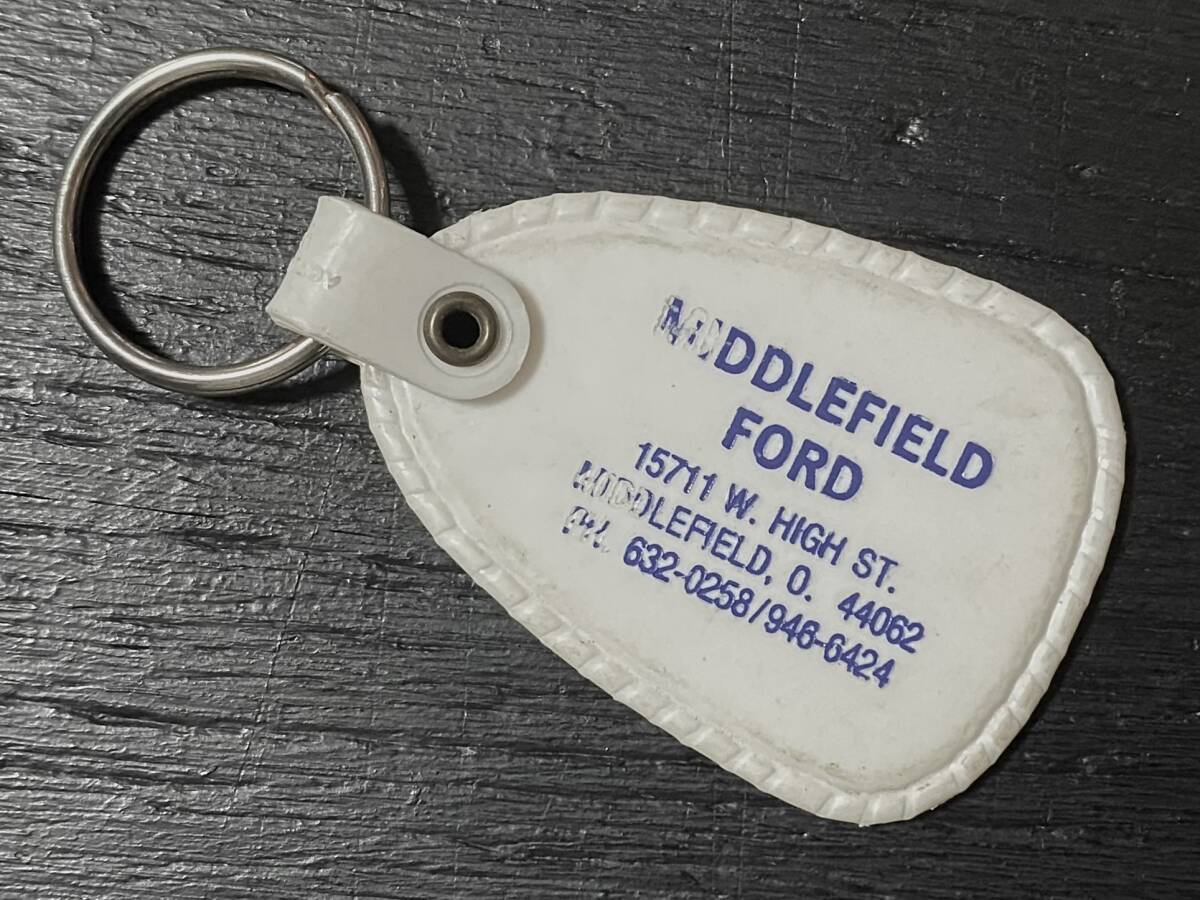 MIDDLEFIELD
FORD
15711 W. HIGH ST.
MIDDLEFIELD, O. 44062
PH. 632-0258/946-6424